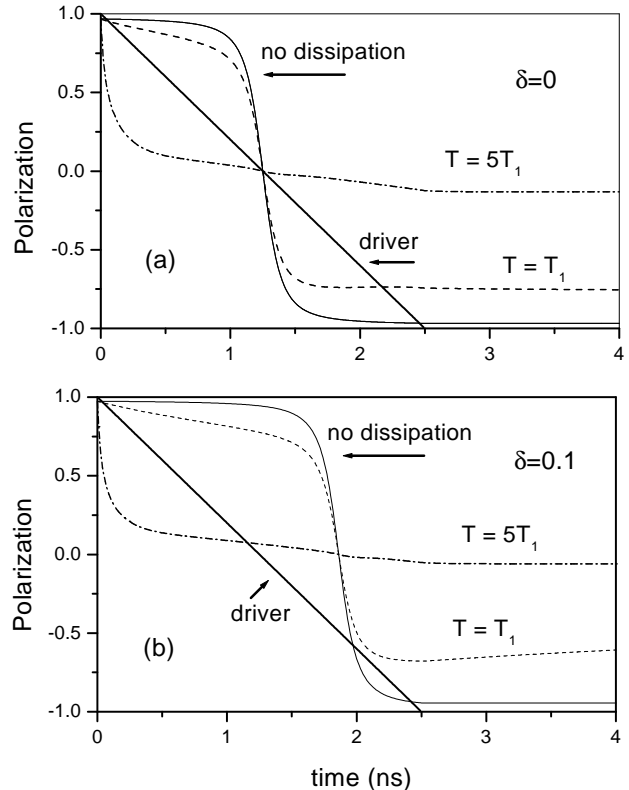 1.0
no dissipation
δ=0
0.5
T = 5T₁
Polarization
0.0
driver
-0.5
(a)
T = T₁
-1.0
0 1 2 3 4
1.0
no dissipation
δ=0.1
0.5
T = 5T₁
Polarization
0.0
driver
T = T₁
-0.5
(b)
-1.0
0 1 2 3 4
time (ns)